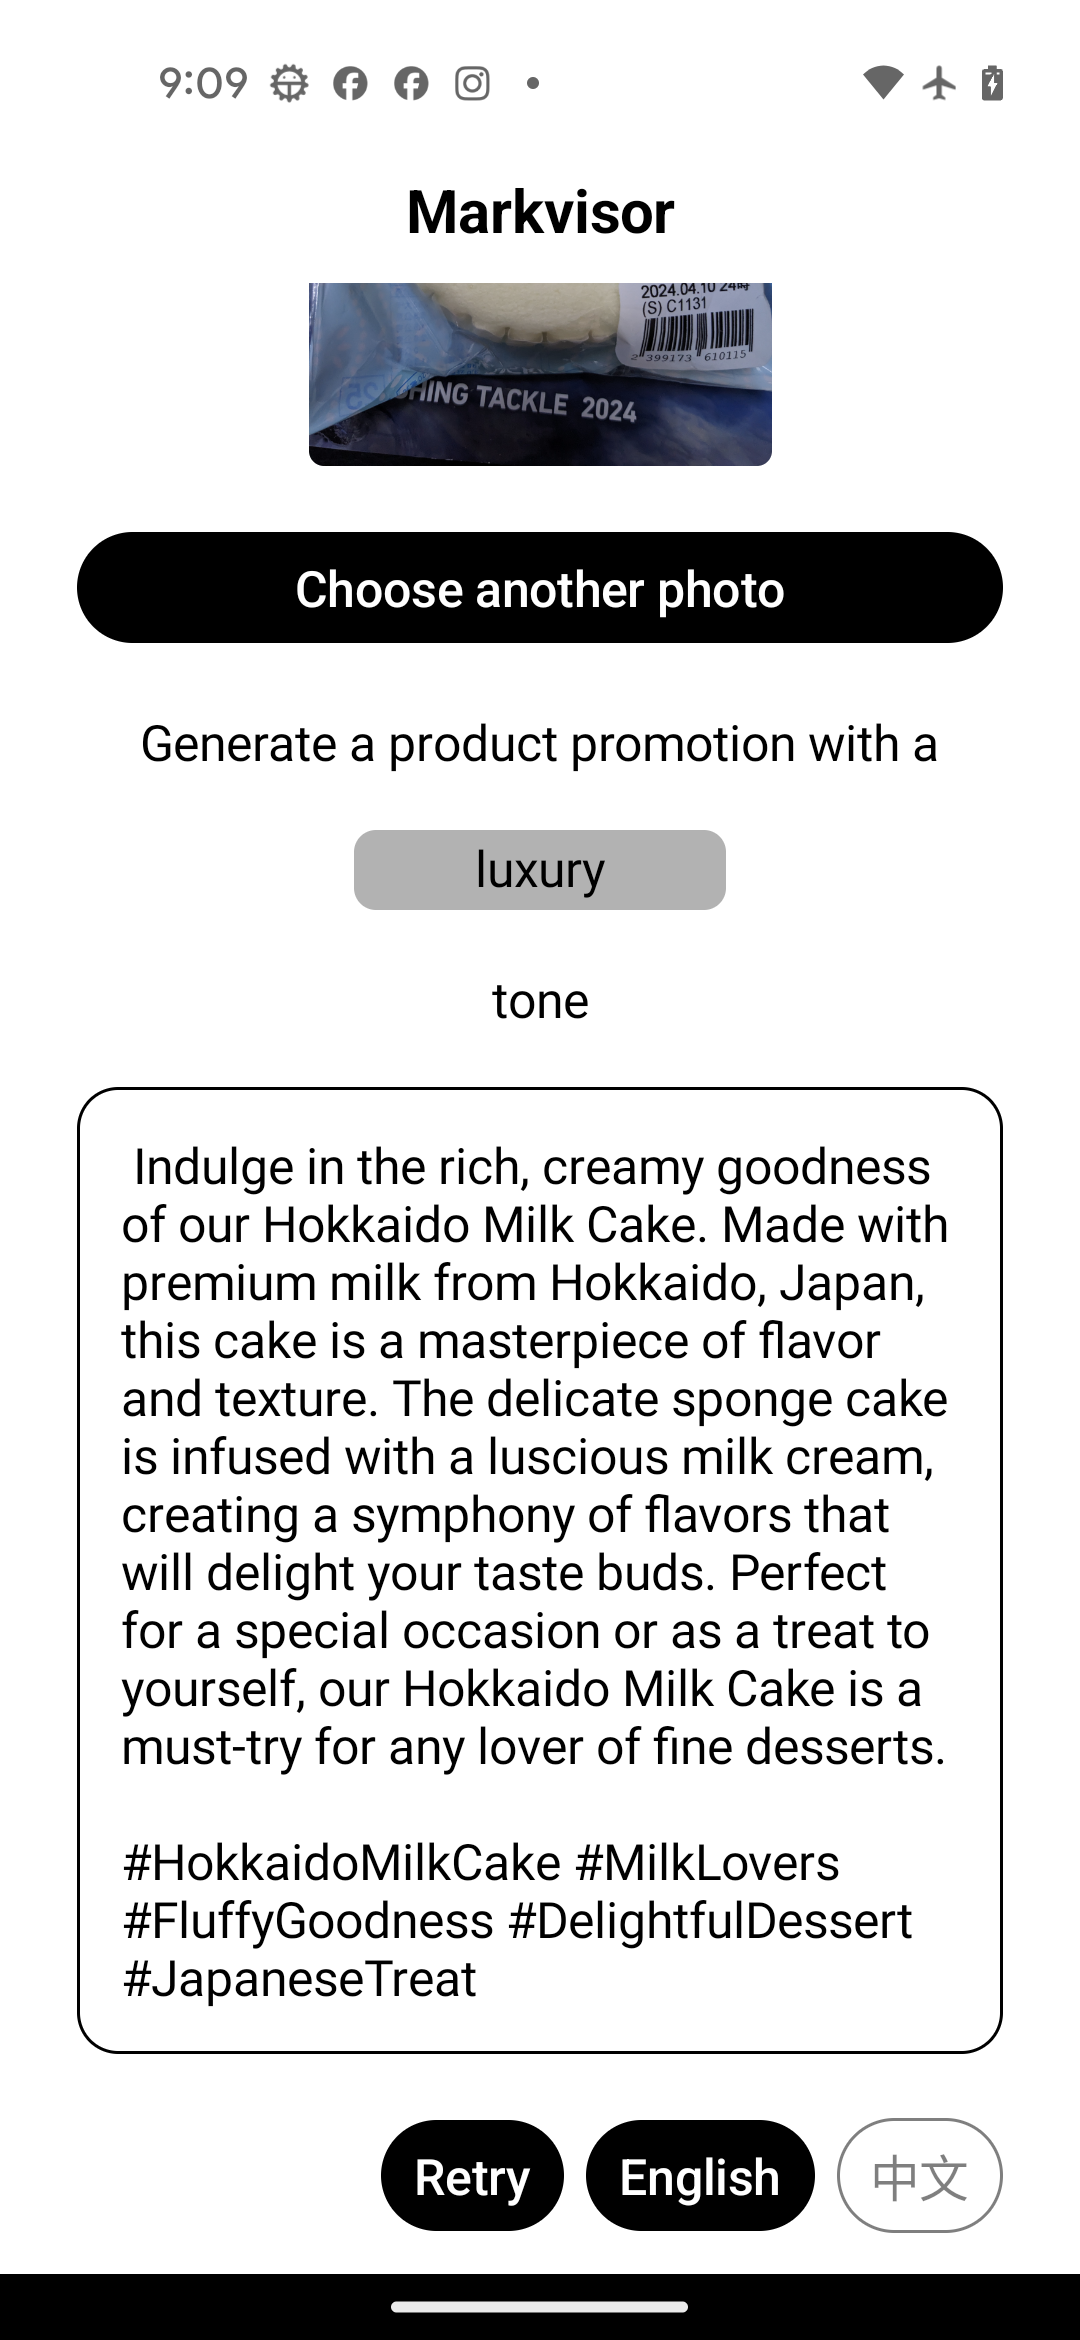 9:09
Markvisor
2024.04.10 24時
(S) C1131
2 399173 610115
HING TACKLE 2024
Choose another photo
Generate a product promotion with a
luxury
tone
Indulge in the rich, creamy goodness
of our Hokkaido Milk Cake. Made with
premium milk from Hokkaido, Japan,
this cake is a masterpiece of flavor
and texture. The delicate sponge cake
is infused with a luscious milk cream,
creating a symphony of flavors that
will delight your taste buds. Perfect
for a special occasion or as a treat to
yourself, our Hokkaido Milk Cake is a
must-try for any lover of fine desserts.
#HokkaidoMilkCake #MilkLovers
#FluffyGoodness #DelightfulDessert
#JapaneseTreat
Retry
English
中文